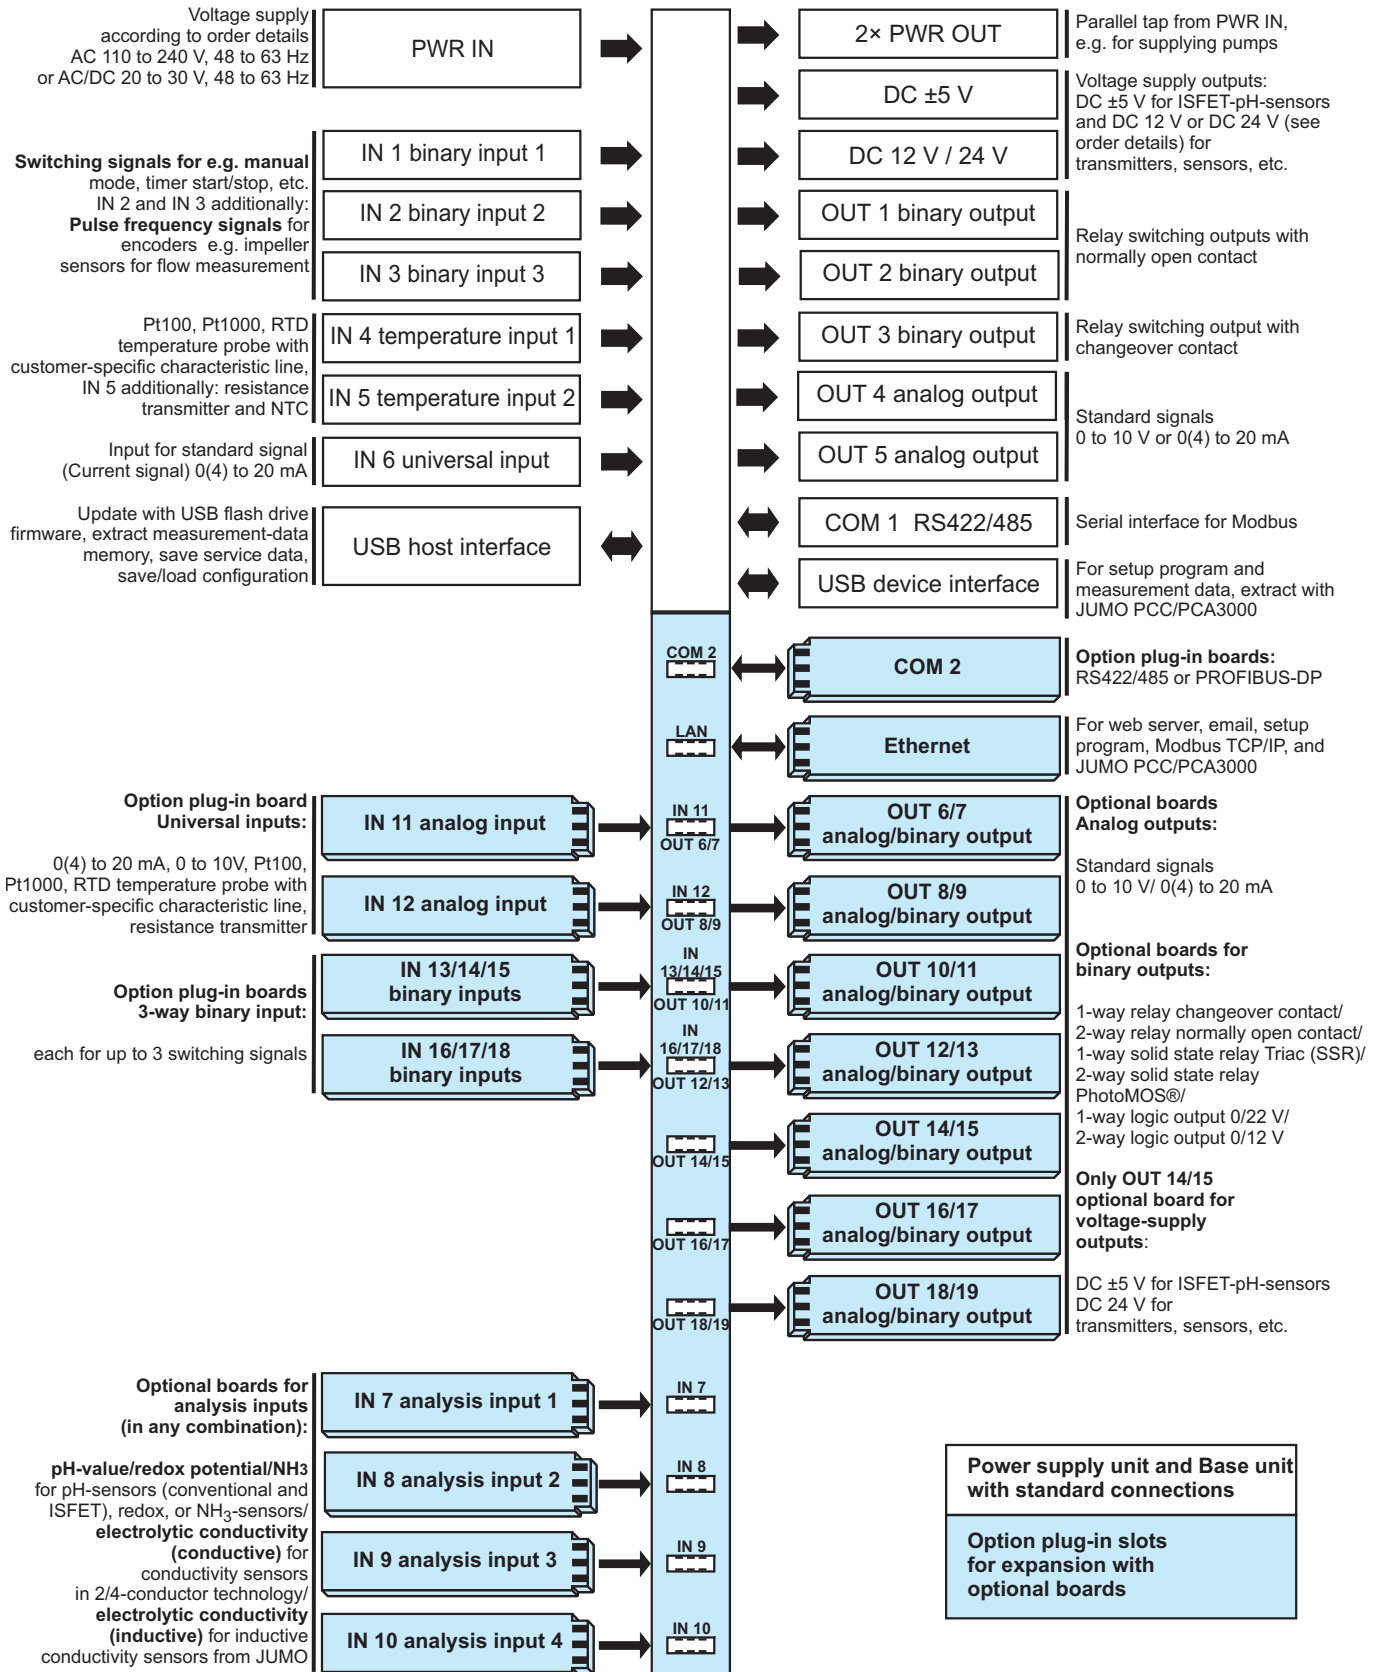 Voltage supply
according to order details
AC 110 to 240 V, 48 to 63 Hz
or AC/DC 20 to 30 V, 48 to 63 Hz
PWR IN
2× PWR OUT
Parallel tap from PWR IN,
e.g. for supplying pumps
DC ±5 V
Voltage supply outputs:
DC ±5 V for ISFET-pH-sensors
and DC 12 V or DC 24 V (see
order details) for
transmitters, sensors, etc.
DC 12 V / 24 V
Switching signals for e.g. manual
mode, timer start/stop, etc.
IN 2 and IN 3 additionally:
Pulse frequency signals for
encoders e.g. impeller
sensors for flow measurement
IN 1 binary input 1
IN 2 binary input 2
IN 3 binary input 3
OUT 1 binary output
OUT 2 binary output
Relay switching outputs with
normally open contact
Pt100, Pt1000, RTD
temperature probe with
customer-specific characteristic line,
IN 5 additionally: resistance
transmitter and NTC
IN 4 temperature input 1
IN 5 temperature input 2
OUT 3 binary output
Relay switching output with
changeover contact
OUT 4 analog output
OUT 5 analog output
Standard signals
0 to 10 V or 0(4) to 20 mA
Input for standard signal
(Current signal) 0(4) to 20 mA
IN 6 universal input
Update with USB flash drive
firmware, extract measurement-data
memory, save service data,
save/load configuration
USB host interface
COM 1 RS422/485
Serial interface for Modbus
USB device interface
For setup program and
measurement data, extract with
JUMO PCC/PCA3000
COM 2
COM 2
Option plug-in boards:
RS422/485 or PROFIBUS-DP
LAN
Ethernet
For web server, email, setup
program, Modbus TCP/IP, and
JUMO PCC/PCA3000
Option plug-in board
Universal inputs:
0(4) to 20 mA, 0 to 10V, Pt100,
Pt1000, RTD temperature probe with
customer-specific characteristic line,
resistance transmitter
IN 11 analog input
IN 12 analog input
IN 11
OUT 6/7
IN 12
OUT 8/9
OUT 6/7
analog/binary output
OUT 8/9
analog/binary output
Optional boards
Analog outputs:
Standard signals
0 to 10 V/ 0(4) to 20 mA
Option plug-in boards
3-way binary input:
each for up to 3 switching signals
IN 13/14/15
binary inputs
IN 16/17/18
binary inputs
IN
13/14/15
OUT 10/11
IN
16/17/18
OUT 12/13
OUT 14/15
OUT 16/17
OUT 18/19
OUT 10/11
analog/binary output
OUT 12/13
analog/binary output
OUT 14/15
analog/binary output
OUT 16/17
analog/binary output
OUT 18/19
analog/binary output
Optional boards for
binary outputs:
1-way relay changeover contact/
2-way relay normally open contact/
1-way solid state relay Triac (SSR)/
2-way solid state relay
PhotoMOS®/
1-way logic output 0/22 V/
2-way logic output 0/12 V
Only OUT 14/15
optional board for
voltage-supply
outputs:
DC ±5 V for ISFET-pH-sensors
DC 24 V for
transmitters, sensors, etc.
Optional boards for
analysis inputs
(in any combination):
pH-value/redox potential/NH3
for pH-sensors (conventional and
ISFET), redox, or NH3-sensors/
electrolytic conductivity
(conductive) for
conductivity sensors
in 2/4-conductor technology/
electrolytic conductivity
(inductive) for inductive
conductivity sensors from JUMO
IN 7 analysis input 1
IN 8 analysis input 2
IN 9 analysis input 3
IN 10 analysis input 4
IN 7
IN 8
IN 9
IN 10
Power supply unit and Base unit
with standard connections
Option plug-in slots
for expansion with
optional boards